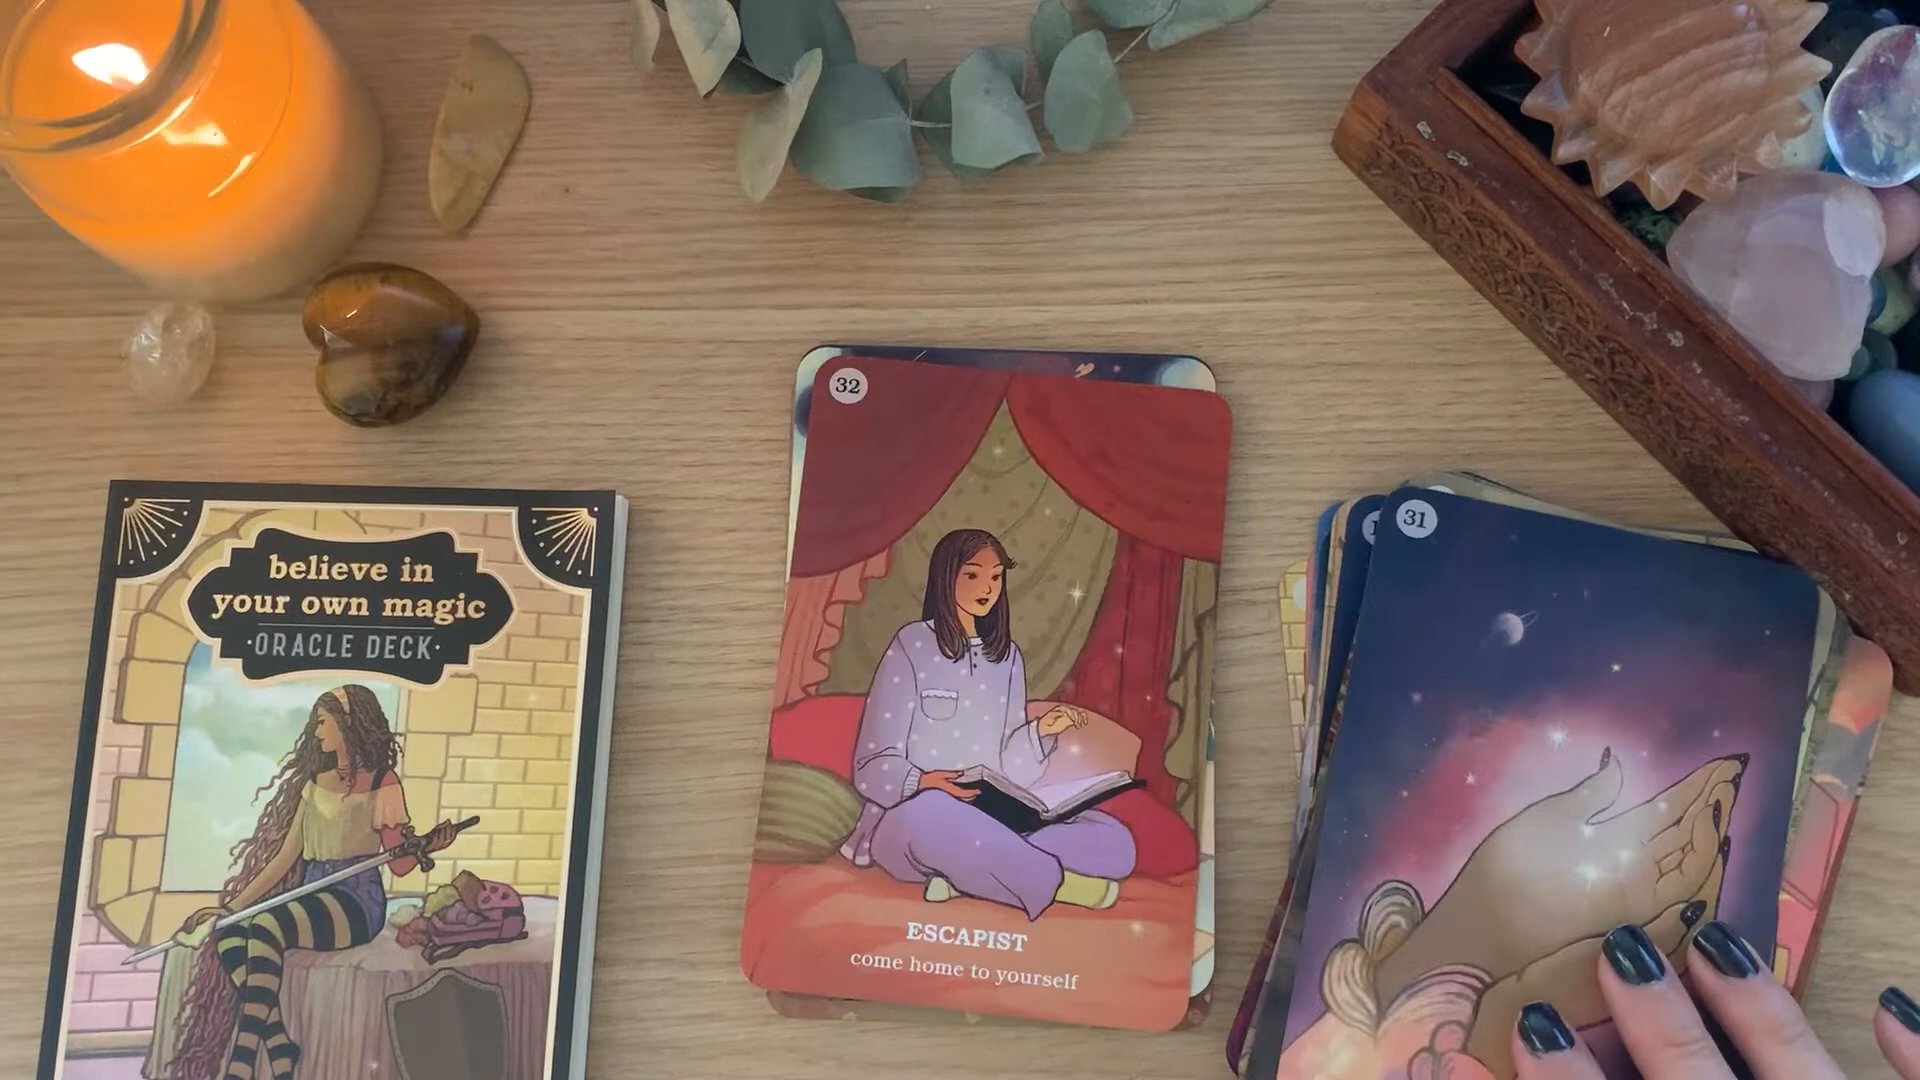 believe in
your own magic
·ORACLE DECK·
32
ESCAPIST
come home to yourself
31